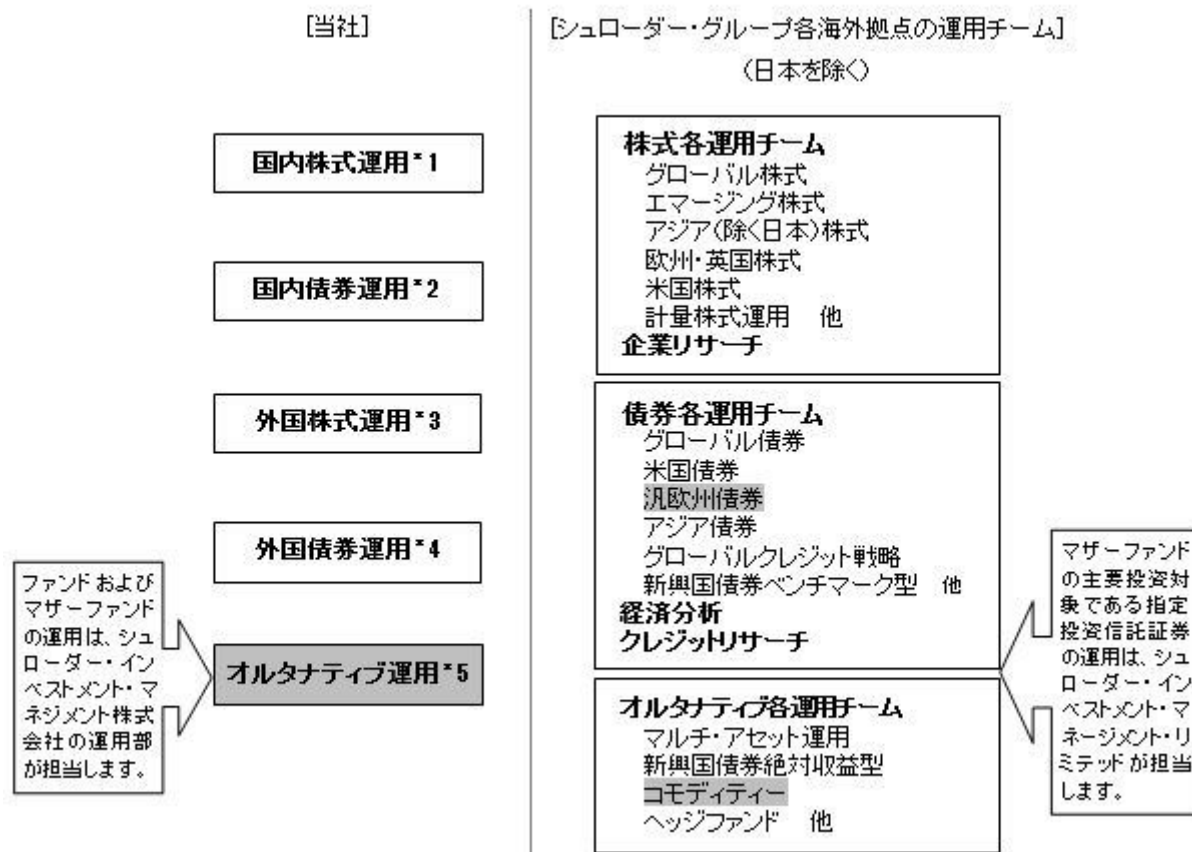 [当社]
国内株式運用*1
国内債券運用*2
外国株式運用*3
外国債券運用*4
オルタナティブ運用*5
ファンドおよび
マザーファンド
の運用は、シュ
ローダー・イン
ベストメント・マ
ネジメント株式
会社の運用部
が担当します。
[シュローダー・グループ各海外拠点の運用チーム]
(日本を除く)
株式各運用チーム
グローバル株式
エマージング株式
アジア(除く日本)株式
欧州・英国株式
米国株式
計量株式運用 他
企業リサーチ
債券各運用チーム
グローバル債券
米国債券
汎欧州債券
アジア債券
グローバルクレジット戦略
新興国債券ベンチマーク型 他
経済分析
クレジットリサーチ
オルタナティブ各運用チーム
マルチ・アセット運用
新興国債券絶対収益型
コモディティー
ヘッジファンド 他
マザーファンド
の主要投資対
象である指定
投資信託証券
の運用は、シュ
ローダー・イン
ベストメント・マ
ネージメント・リ
ミテッドが担当
します。